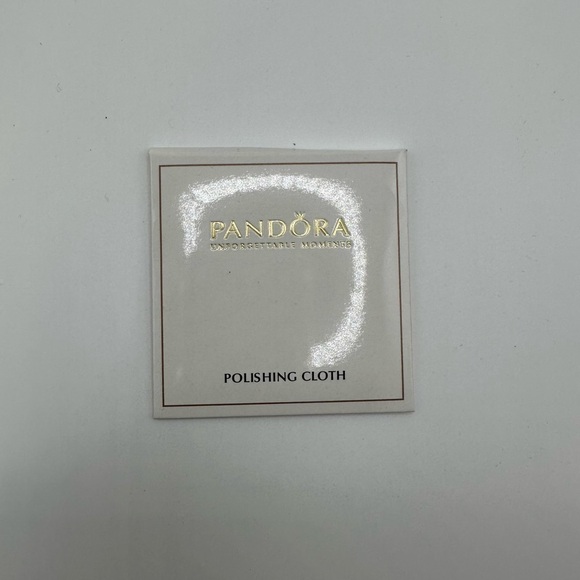 PANDORA
UNFORGETTABLE MOMENTS
POLISHING CLOTH